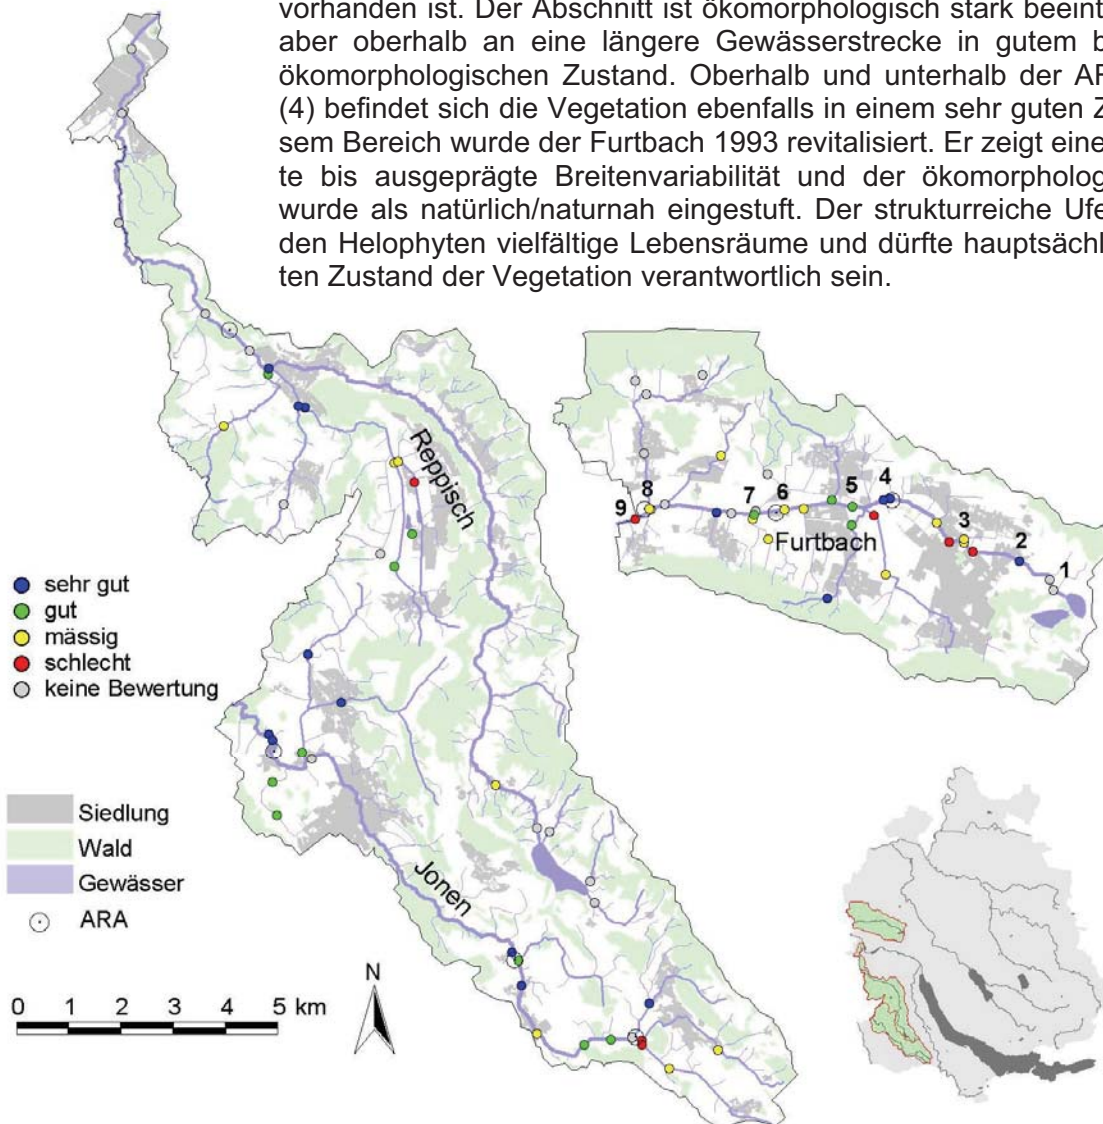 vorhanden ist. Der Abschnitt ist ökomorphologisch stark beeint
aber oberhalb an eine längere Gewässerstrecke in gutem b
ökomorphologischen Zustand. Oberhalb und unterhalb der AR
(4) befindet sich die Vegetation ebenfalls in einem sehr guten Z
sem Bereich wurde der Furtbach 1993 revitalisiert. Er zeigt eine
te bis ausgeprägte Breitenvariabilität und der ökomorpholog
wurde als natürlich/naturnah eingestuft. Der strukturreiche Ufe
den Helophyten vielfältige Lebensräume und dürfte hauptsächl
ten Zustand der Vegetation verantwortlich sein.
Reppisch
9 8 7 6 5 4 3 2 1
Furtbach
sehr gut
gut
mässig
schlecht
keine Bewertung
Siedlung
Wald
Gewässer
ARA
Jonen
N
0 1 2 3 4 5 km